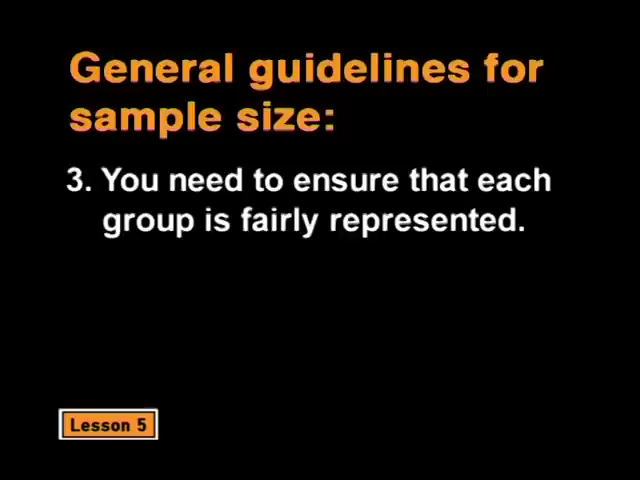 General guidelines for
sample size:
3. You need to ensure that each
group is fairly represented.
Lesson 5